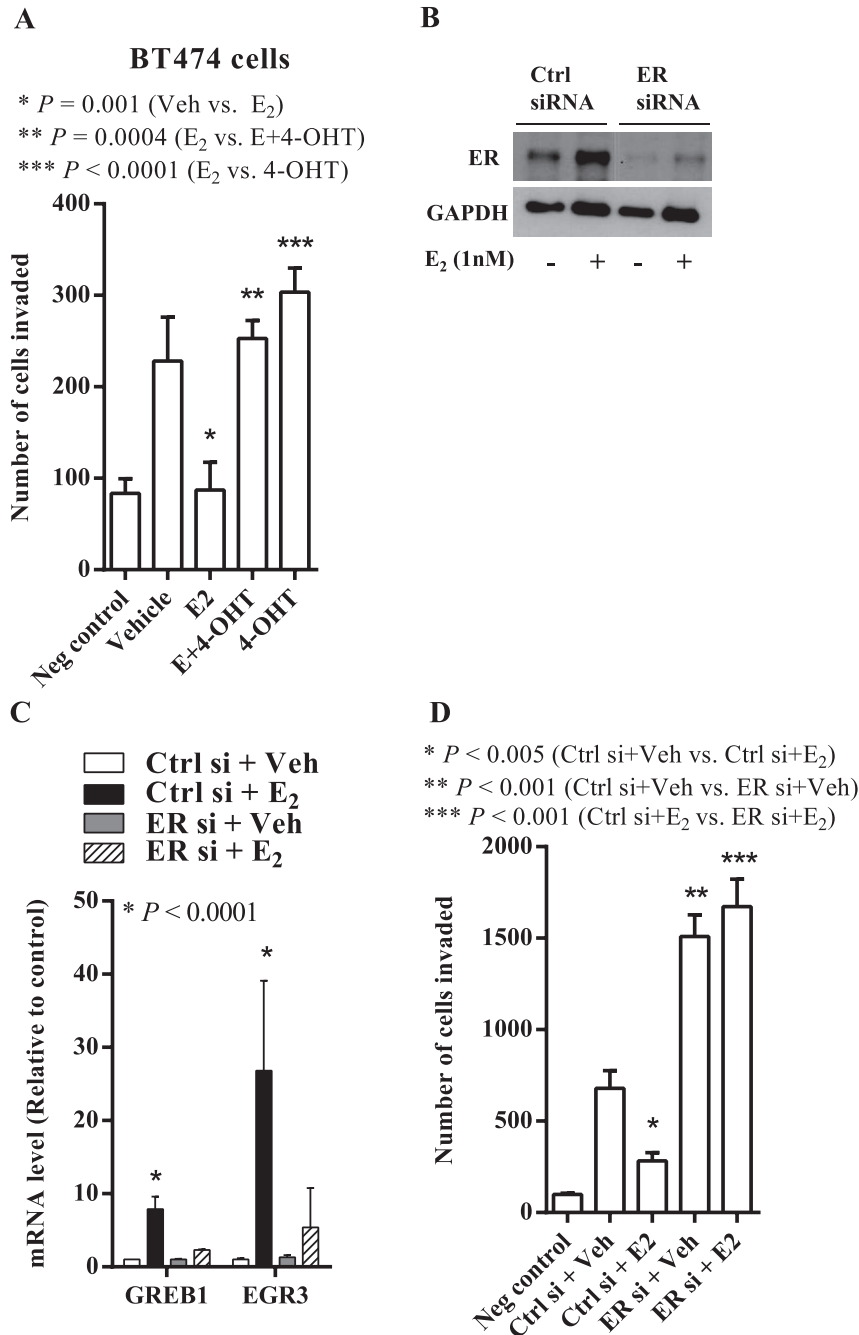 A
BT474 cells
* P = 0.001 (Veh vs. E₂)
** P = 0.0004 (E₂ vs. E+4-OHT)
*** P < 0.0001 (E₂ vs. 4-OHT)
Number of cells invaded
400
300
200
100
0
*
**
***
Neg control
Vehicle
E2
E+4-OHT
4-OHT
B
Ctrl siRNA
ER siRNA
ER
GAPDH
E₂ (1nM)
- + - +
C
Ctrl si + Veh
Ctrl si + E₂
ER si + Veh
ER si + E₂
mRNA level (Relative to control)
50
40
30
20
10
0
* P < 0.0001
*
*
GREB1
EGR3
D
* P < 0.005 (Ctrl si+Veh vs. Ctrl si+E₂)
** P < 0.001 (Ctrl si+Veh vs. ER si+Veh)
*** P < 0.001 (Ctrl si+E₂ vs. ER si+E₂)
Number of cells invaded
2000
1500
1000
500
0
*
**
***
Neg control
Ctrl si + Veh
Ctrl si + E2
ER si + Veh
ER si + E2